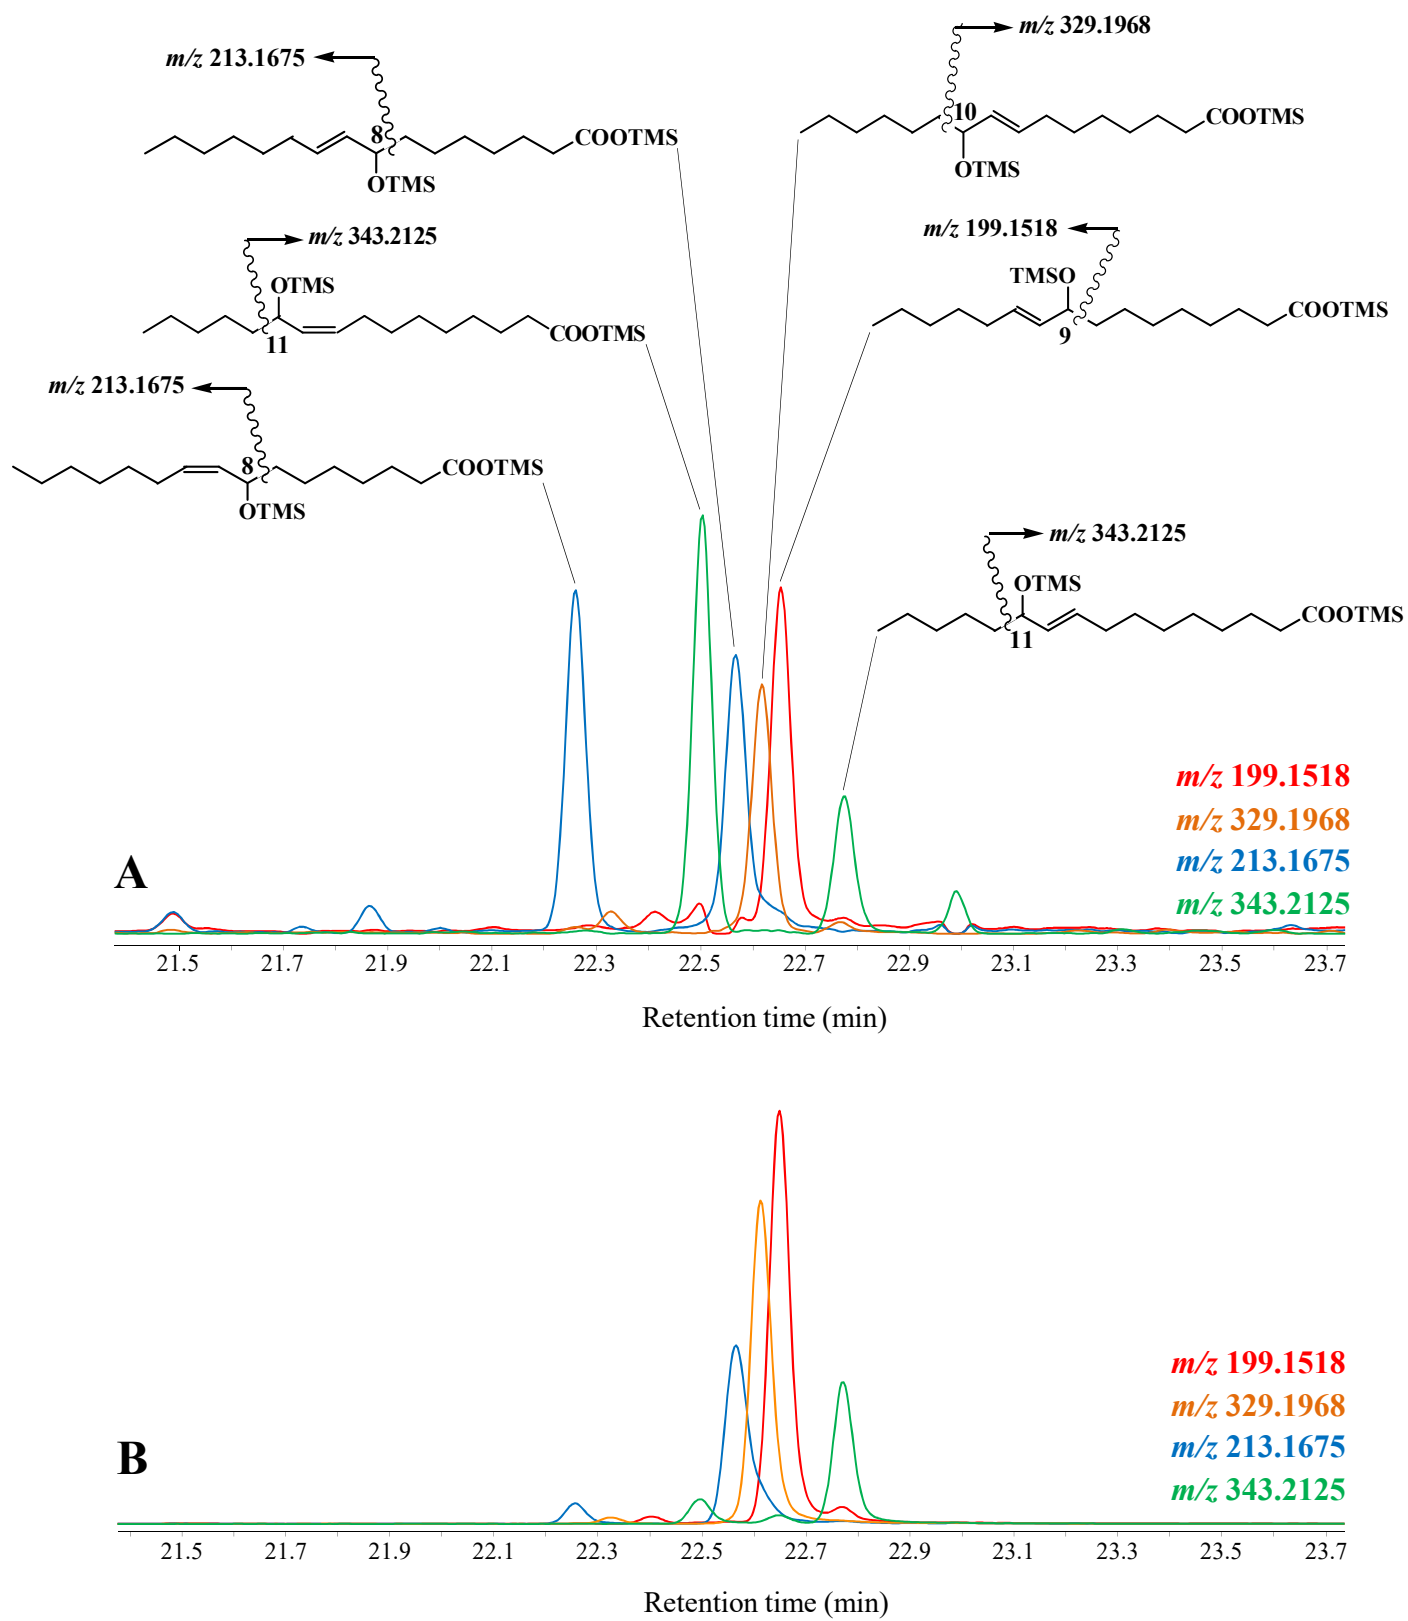 m/z 329.1968
m/z 213.1675
10
COOTMS
8
COOTMS
OTMS
OTMS
m/z 199.1518
m/z 343.2125
TMSO
OTMS
COOTMS
9
COOTMS
11
m/z 213.1675
8
COOTMS
OTMS
m/z 343.2125
OTMS
COOTMS
11
m/z 199.1518
m/z 329.1968
m/z 213.1675
m/z 343.2125
A
21.5 21.7 21.9 22.1 22.3 22.5 22.7 22.9 23.1 23.3 23.5 23.7
Retention time (min)
m/z 199.1518
m/z 329.1968
m/z 213.1675
m/z 343.2125
B
21.5 21.7 21.9 22.1 22.3 22.5 22.7 22.9 23.1 23.3 23.5 23.7
Retention time (min)